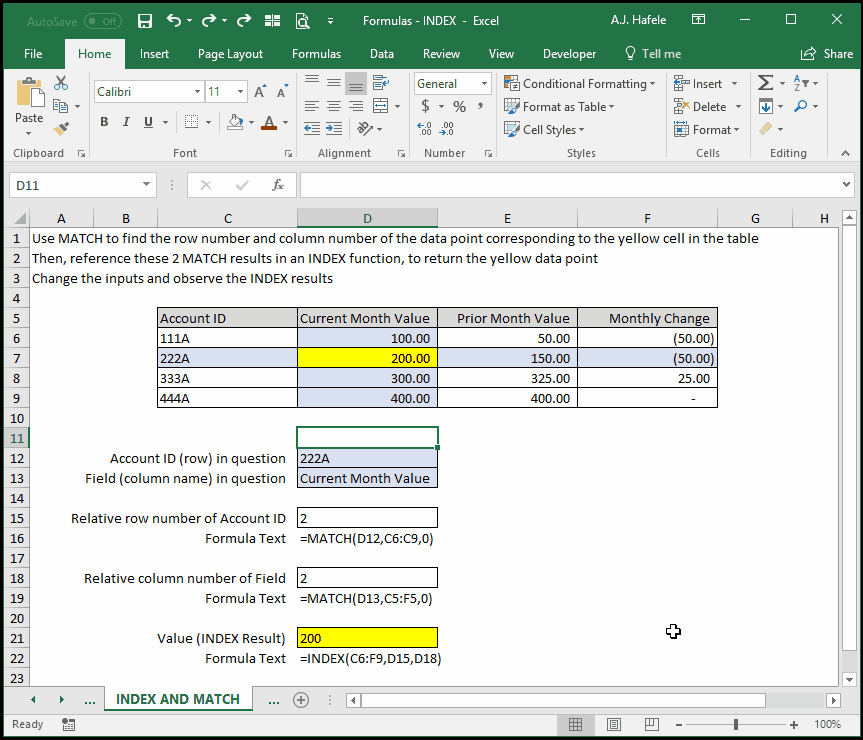 AutoSave Off Formulas - INDEX - Excel A.J. Hafele
File Home Insert Page Layout Formulas Data Review View Developer Tell me Share
Paste Calibri 11 General Conditional Formatting Insert
B I U $ % , Format as Table Delete
Cell Styles Format
Clipboard Font Alignment Number Styles Cells Editing
D11 fx
A B C D E F G H
1 Use MATCH to find the row number and column number of the data point corresponding to the yellow cell in the table
2 Then, reference these 2 MATCH results in an INDEX function, to return the yellow data point
3 Change the inputs and observe the INDEX results
4
5 Account ID Current Month Value Prior Month Value Monthly Change
6 111A 100.00 50.00 (50.00)
7 222A 200.00 150.00 (50.00)
8 333A 300.00 325.00 25.00
9 444A 400.00 400.00 -
10
11
12 Account ID (row) in question 222A
13 Field (column name) in question Current Month Value
14
15 Relative row number of Account ID 2
16 Formula Text =MATCH(D12,C6:C9,0)
17
18 Relative column number of Field 2
19 Formula Text =MATCH(D13,C5:F5,0)
20
21 Value (INDEX Result) 200
22 Formula Text =INDEX(C6:F9,D15,D18)
23
... INDEX AND MATCH ...
Ready 100%